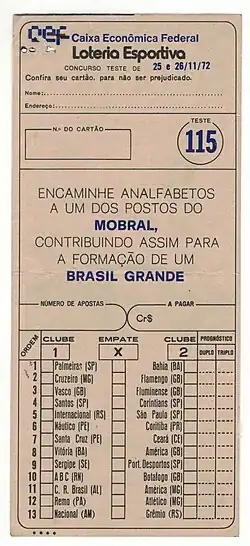 cef Caixa Econômica Federal
Loteria Esportiva
CONCURSO TESTE DE 25 e 26/11/72
Confira seu cartão, para não ser prejudicado.
Nome:
Endereço:
N.º DO CARTÃO
TESTE
115
ENCAMINHE ANALFABETOS
A UM DOS POSTOS DO
MOBRAL,
CONTRIBUINDO ASSIM PARA
A FORMAÇÃO DE UM
BRASIL GRANDE
NÚMERO DE APOSTAS
A PAGAR
Cr$
ORDEM CLUBE EMPATE CLUBE PROGNÓSTICO
1 X 2 DUPLO TRIPLO
1 Palmeiras (SP) Bahia (BA)
2 Cruzeiro (MG) Flamengo (GB)
3 Vasco (GB) Fluminense (GB)
4 Santos (SP) Corintians (SP)
5 Internacional (RS) São Paulo (SP)
6 Náutico (PE) Coritiba (PR)
7 Santa Cruz (PE) Ceará (CE)
8 Vitória (BA) América (GB)
9 Sergipe (SE) Port. Desportos (SP)
10 A B C (RN) Botafogo (GB)
11 C. R. Brasil (AL) América (MG)
12 Remo (PA) Atlético (MG)
13 Nacional (AM) Grêmio (RS)